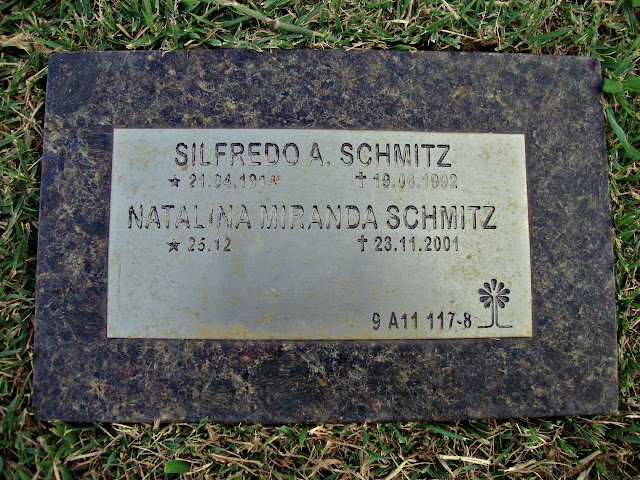 SILFREDO A. SCHMITZ
★ 21.04.1914 ✝ 19.06.1992
NATALINA MIRANDA SCHMITZ
★ 25.12 ✝ 23.11.2001
9 A11 117-8